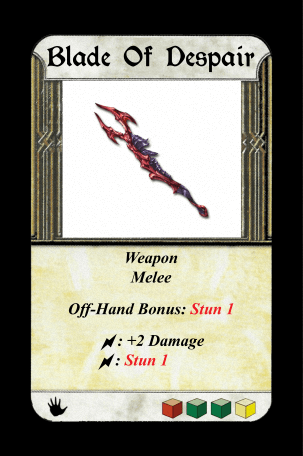 Blade Of Despair
Weapon
Melee
Off-Hand Bonus: Stun 1
: +2 Damage
: Stun 1